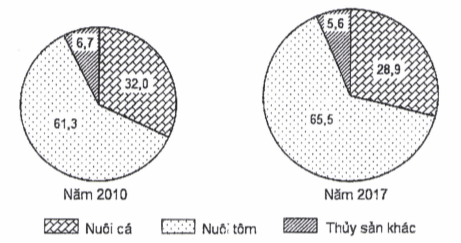 6,7
32,0
61,3
Năm 2010
5,6
28,9
65,5
Năm 2017
Nuôi cá
Nuôi tôm
Thủy sản khác